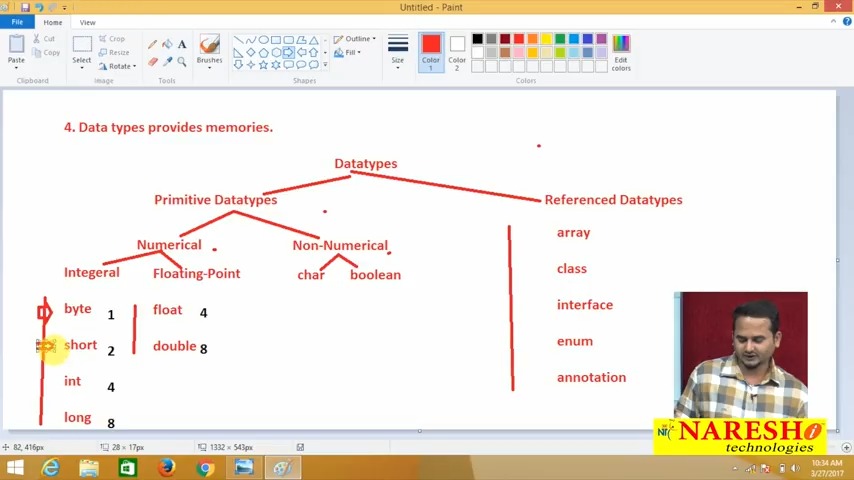 Untitled - Paint
File Home View
Cut
Copy
Paste
Clipboard
Crop
Resize
Rotate
Select
Image
Tools
Brushes
Outline
Fill
Shapes
Size
Color 1
Color 2
Edit colors
Colors
4. Data types provides memories.
Datatypes
Primitive Datatypes
Referenced Datatypes
Numerical
Non-Numerical
Integeral
Floating-Point
char
boolean
byte 1
short 2
int 4
long 8
float 4
double 8
array
class
interface
enum
annotation
NARESH i
technologies
82, 416px
28 × 17px
1332 × 543px
10:34 AM
3/27/2017